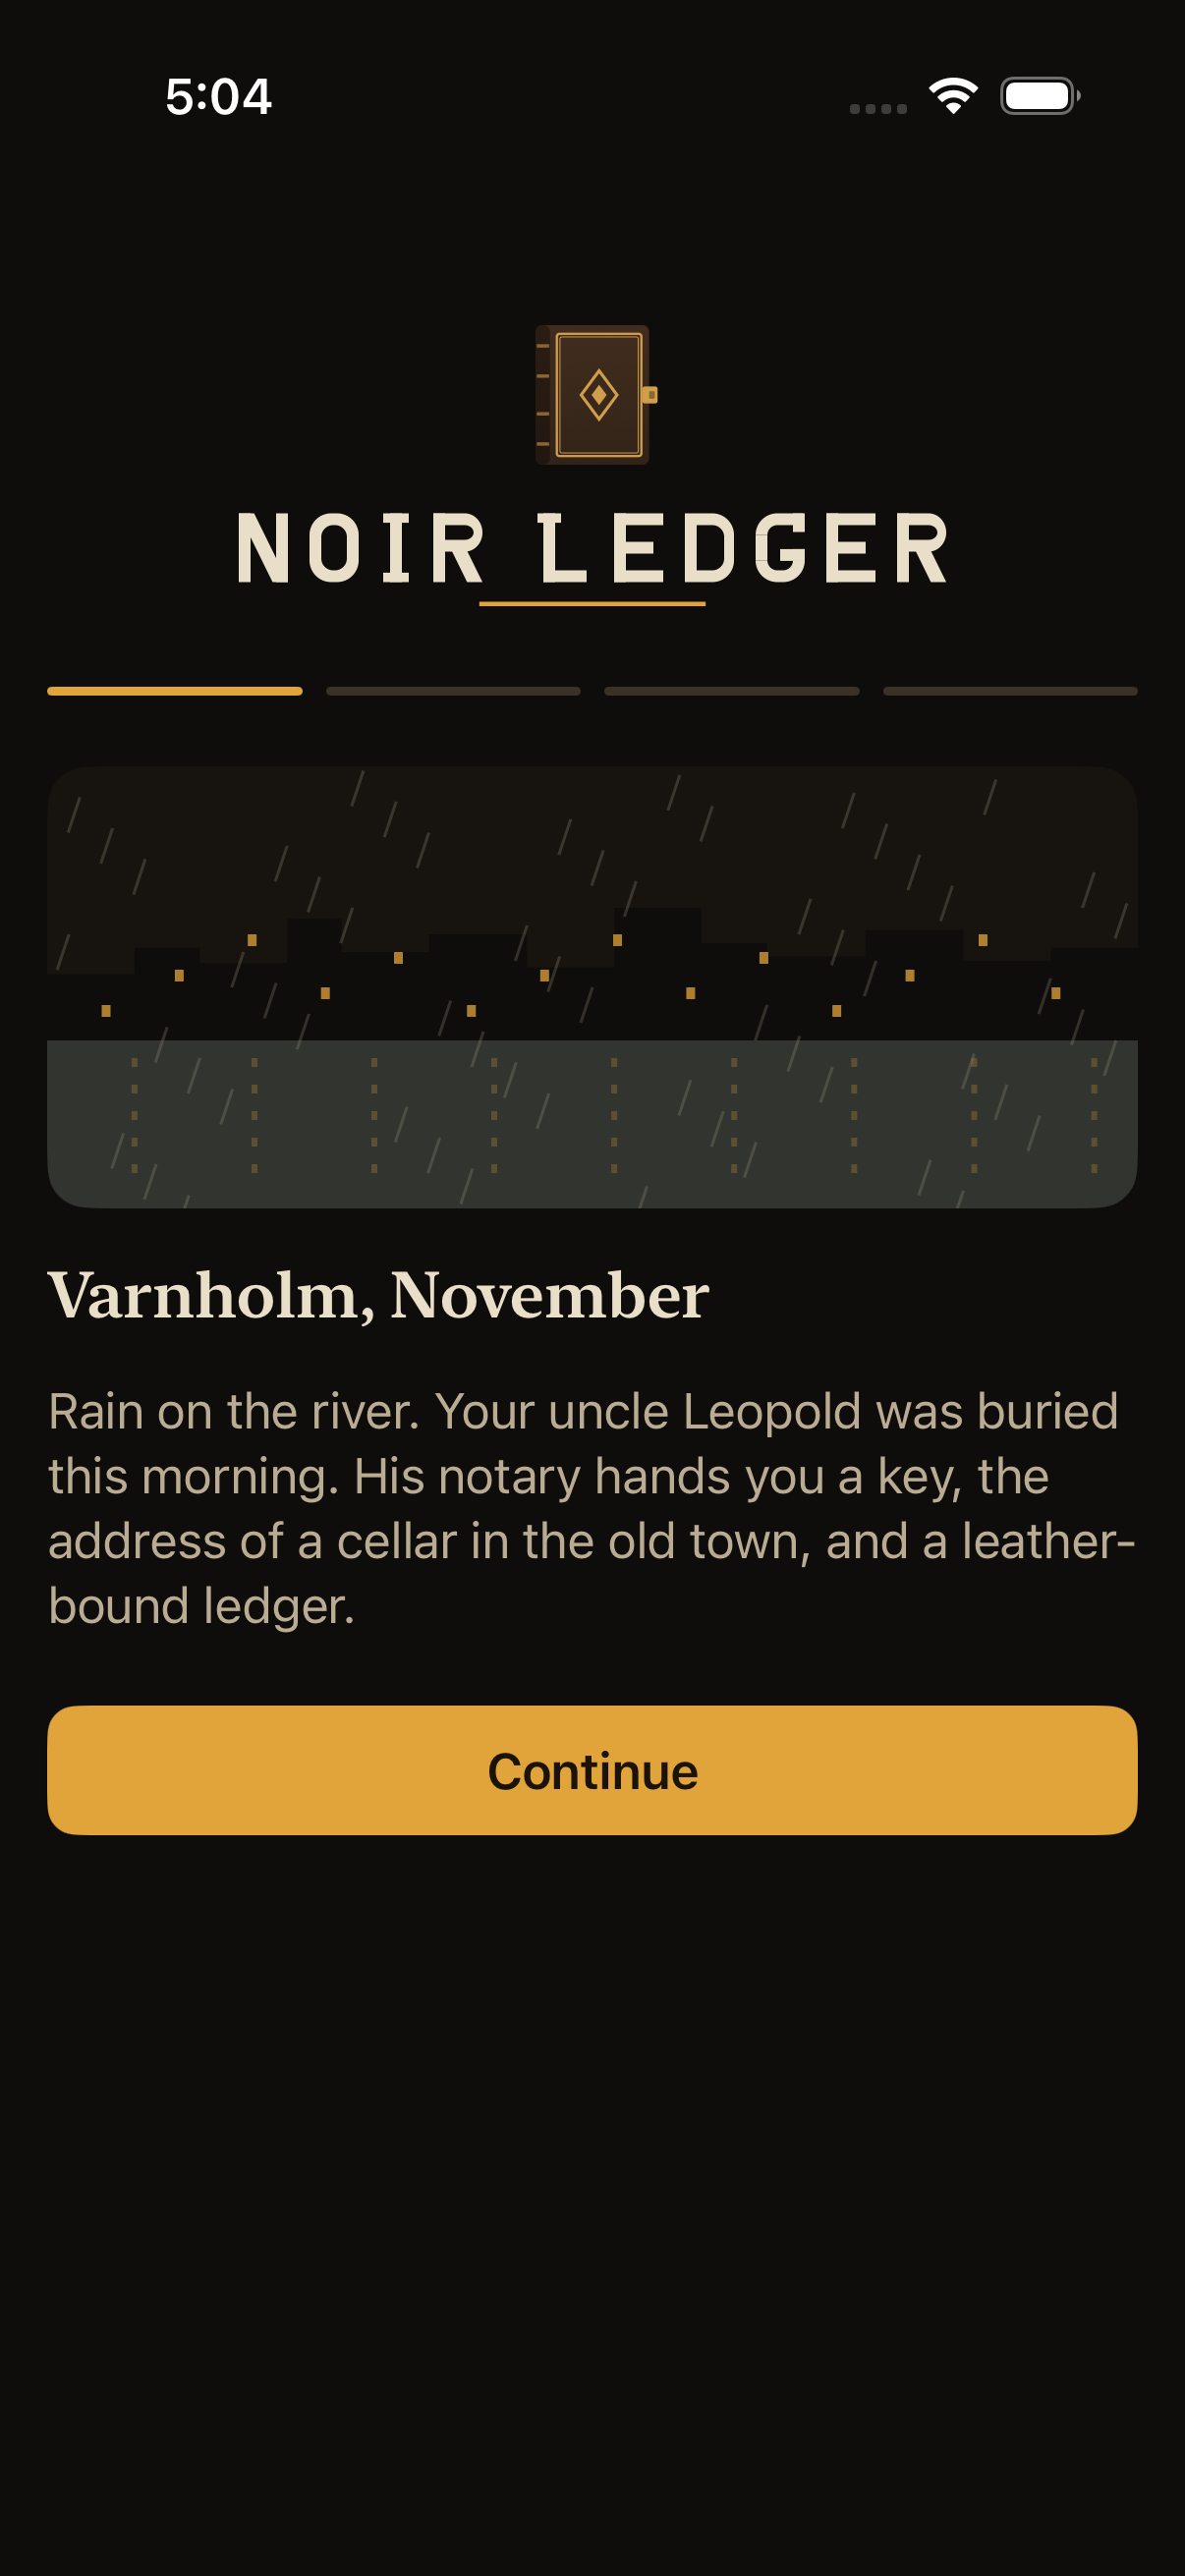 5:04
NOIR LEDGER
Varnholm, November
Rain on the river. Your uncle Leopold was buried
this morning. His notary hands you a key, the
address of a cellar in the old town, and a leather-
bound ledger.
Continue